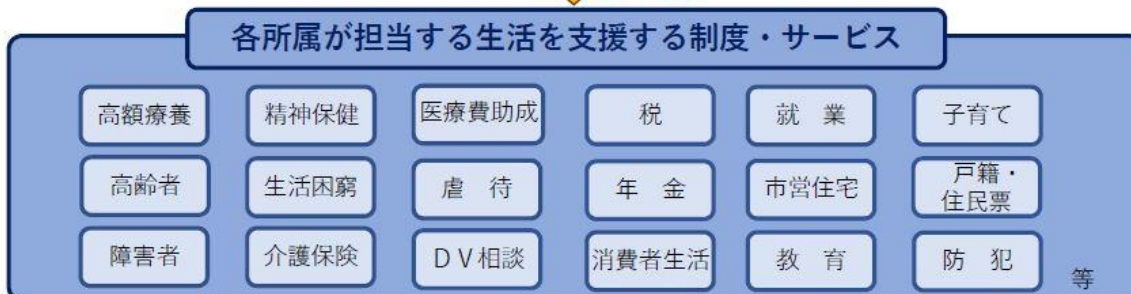 各所属が担当する生活を支援する制度・サービス
高額療養
精神保健
医療費助成
税
就　業
子育て
高齢者
生活困窮
虐　待
年　金
市営住宅
戸籍・
住民票
障害者
介護保険
ＤＶ相談
消費者生活
教　育
防　犯
等